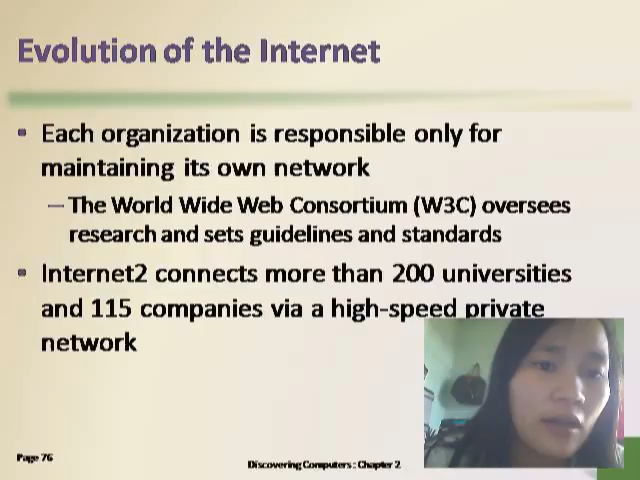 Evolution of the Internet
▪ Each organization is responsible only for
maintaining its own network
– The World Wide Web Consortium (W3C) oversees
research and sets guidelines and standards
▪ Internet2 connects more than 200 universities
and 115 companies via a high-speed private
network
Page 76
Discovering Computers : Chapter 2